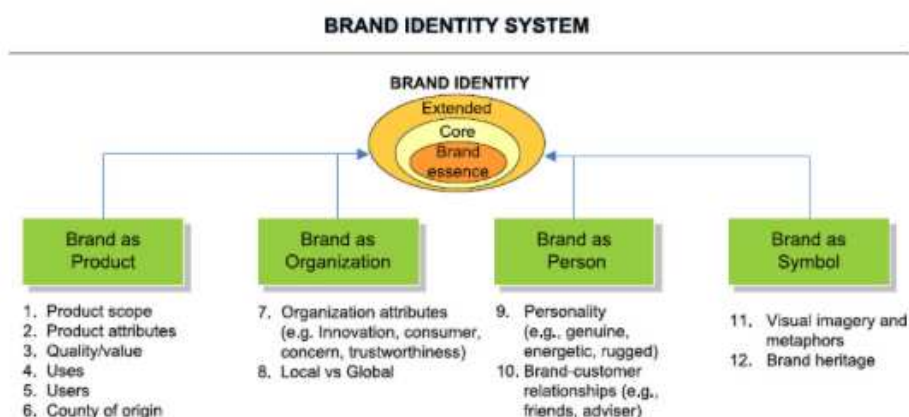 BRAND IDENTITY SYSTEM
BRAND IDENTITY
Extended
Core
Brand
essence
Brand as
Product
Brand as
Organization
Brand as
Person
Brand as
Symbol
1. Product scope
2. Product attributes
3. Quality/value
4. Uses
5. Users
6. County of origin
7. Organization attributes
(e.g. Innovation, consumer,
concern, trustworthiness)
8. Local vs Global
9. Personality
(e.g., genuine,
energetic, rugged)
10. Brand-customer
relationships (e.g.,
friends, adviser)
11. Visual imagery and
metaphors
12. Brand heritage